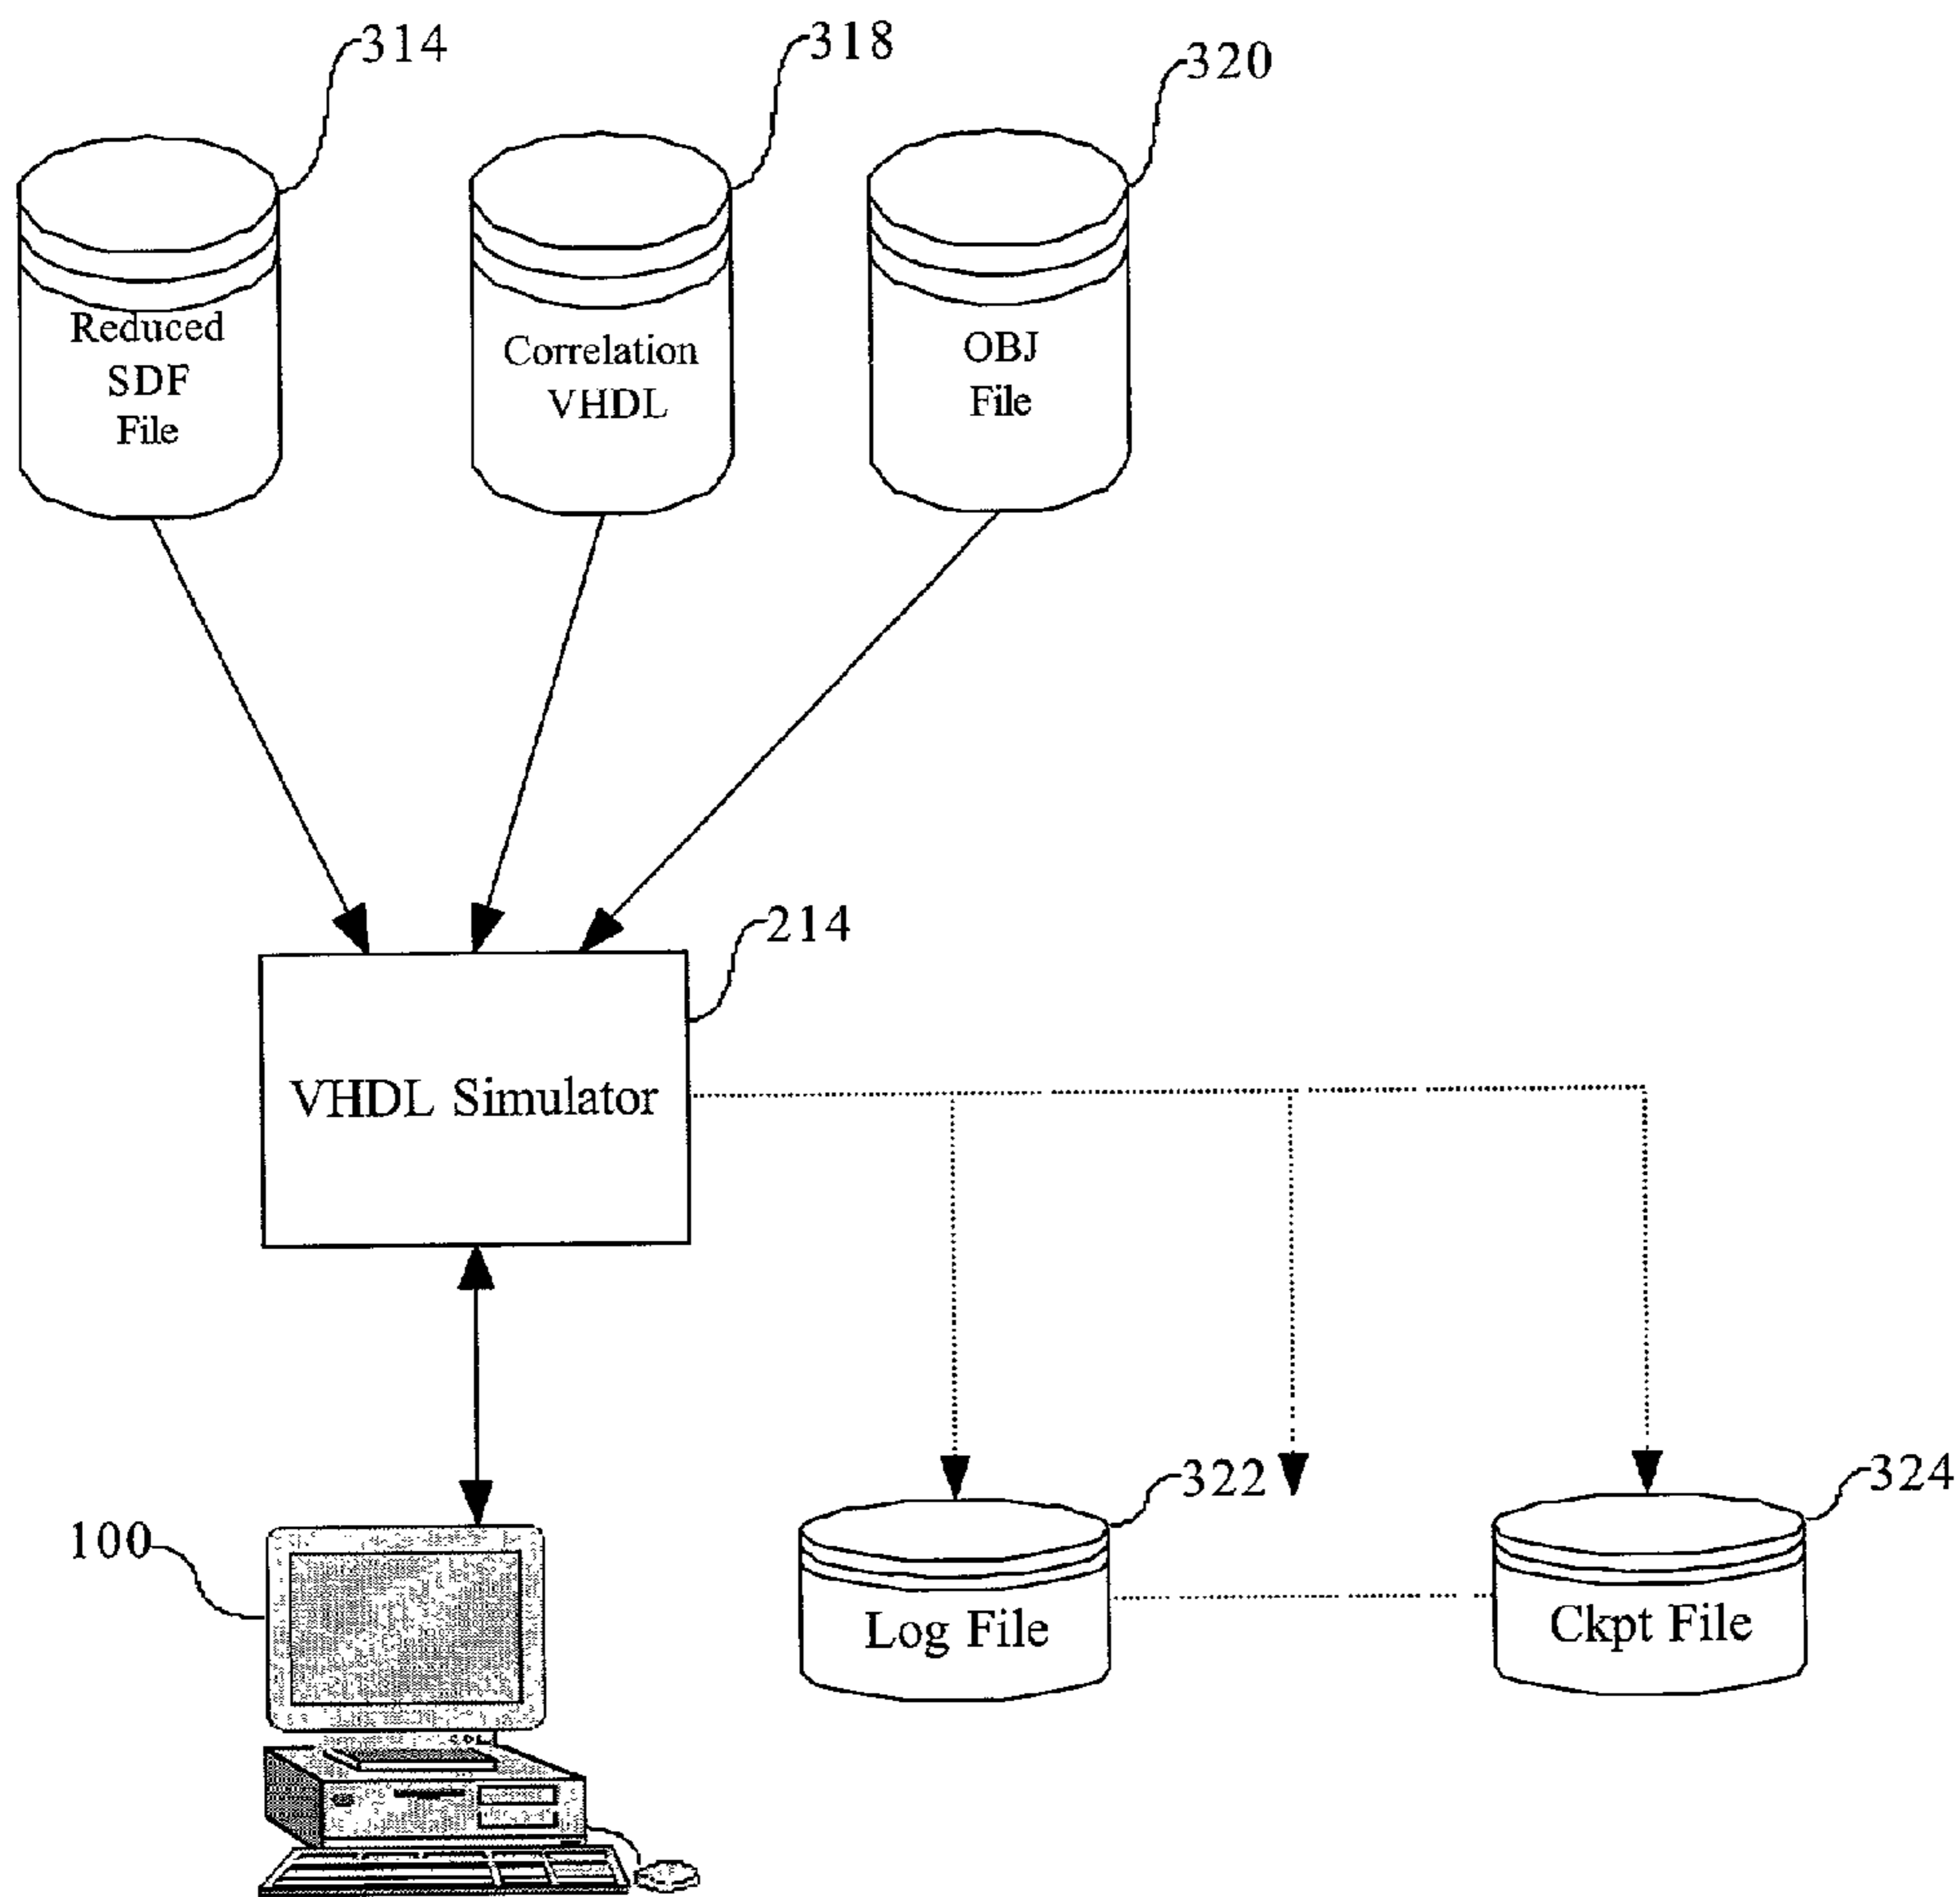 314
318
320
Reduced
SDF
File
Correlation
VHDL
OBJ
File
214
VHDL Simulator
100
322
324
Log File
Ckpt File